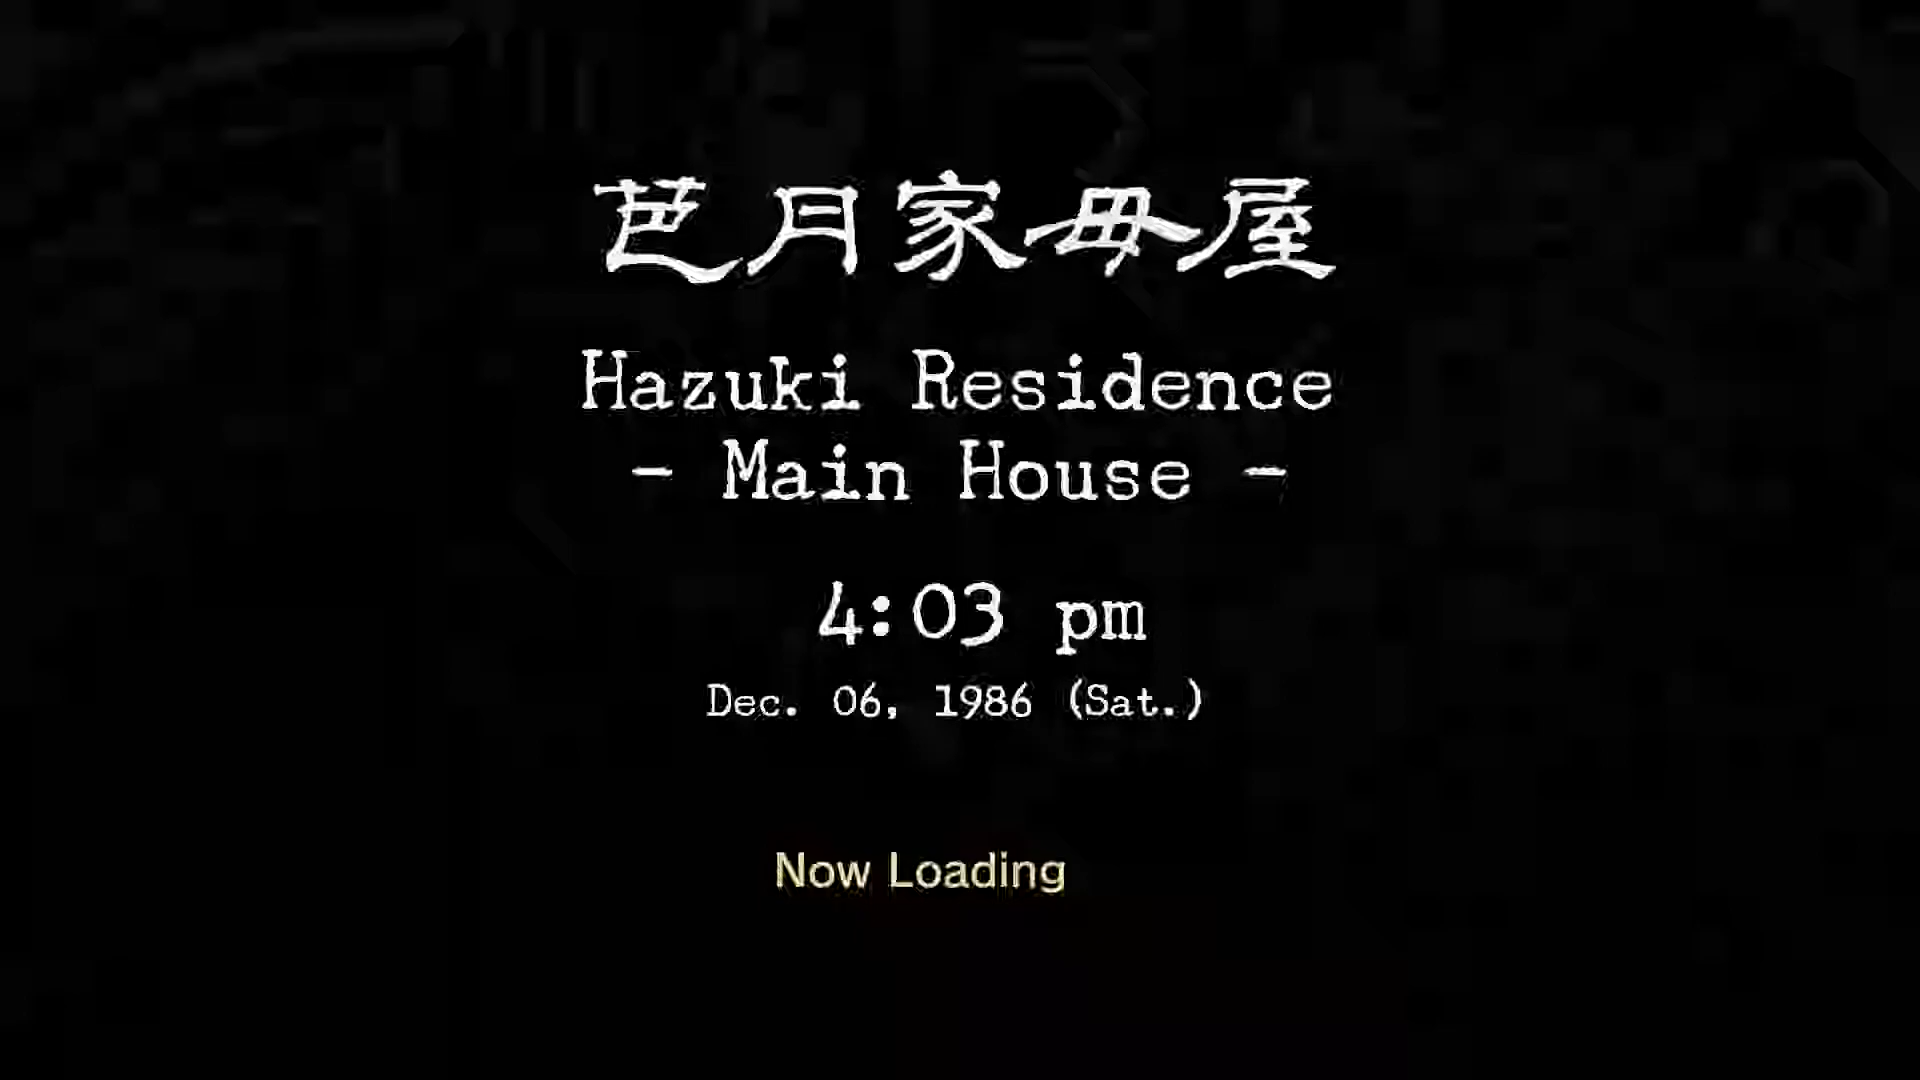 芭月家母屋
Hazuki Residence
- Main House -
4:03 pm
Dec. 06, 1986 (Sat.)
Now Loading